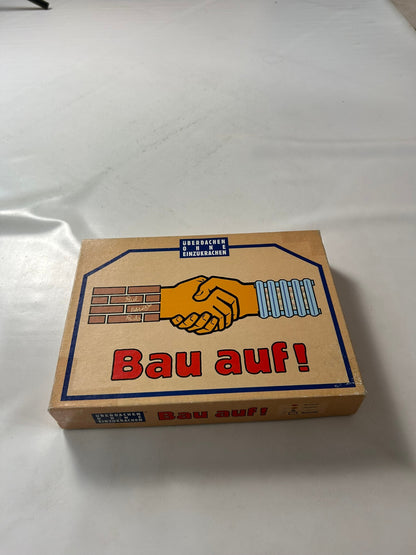 ÜBERDACHEN
OHNE
EINZUKRACHEN
Bau auf!
ÜBERDACHEN
OHNE
EINZUKRACHEN
Bau auf!